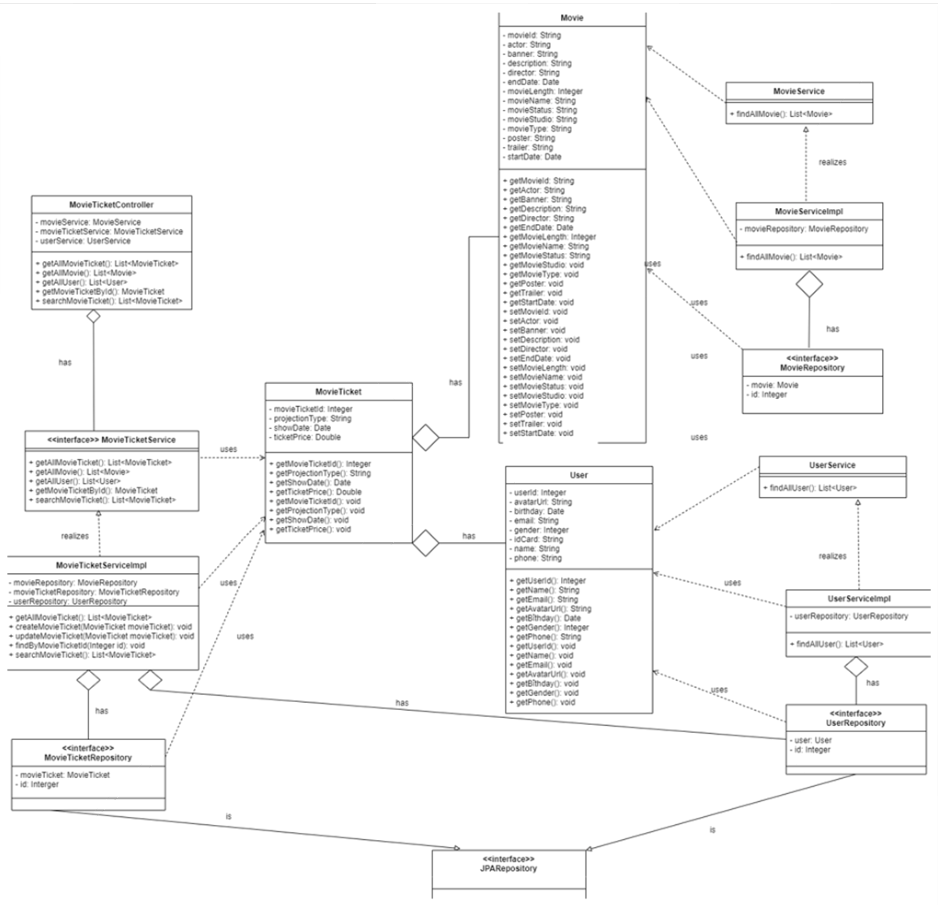 Movie
- movieId: String
- actor: String
- banner: String
- description: String
- director: String
- endDate: Date
- movieLength: Integer
- movieName: String
- movieStatus: String
- movieStudio: String
- movieType: String
- poster: String
- trailer: String
- startDate: Date
+ getMovieId: String
+ getActor: String
+ getBanner: String
+ getDescription: String
+ getDirector: String
+ getEndDate: Date
+ getMovieLength: Integer
+ getMovieName: String
+ getMovieStatus: String
+ getMovieStudio: void
+ getMovieType: void
+ getPoster: void
+ getTrailer: void
+ getStartDate: void
+ setMovieId: void
+ setActor: void
+ setBanner: void
+ setDescription: void
+ setDirector: void
+ setEndDate: void
+ setMovieLength: void
+ setMovieName: void
+ setMovieStatus: void
+ setMovieStudio: void
+ setMovieType: void
+ setPoster: void
+ setTrailer: void
+ setStartDate: void
MovieService
+ findAllMovie(): List<Movie>
realizes
MovieServiceImpl
- movieRepository: MovieRepository
+ findAllMovie(): List<Movie>
uses
uses
uses
uses
has
<<interface>>
MovieRepository
- movie: Movie
- id: Integer
MovieTicketController
- movieService: MovieService
- movieTicketService: MovieTicketService
- userService: UserService
+ getAllMovieTicket(): List<MovieTicket>
+ getAllMovie(): List<Movie>
+ getAllUser(): List<User>
+ getMovieTicketById(): MovieTicket
+ searchMovieTicket(): List<MovieTicket>
has
<<interface>> MovieTicketService
+ getAllMovieTicket(): List<MovieTicket>
+ getAllMovie(): List<Movie>
+ getAllUser(): List<User>
+ getMovieTicketById(): MovieTicket
+ searchMovieTicket(): List<MovieTicket>
uses
realizes
MovieTicket
- movieTicketId: Integer
- projectionType: String
- showDate: Date
- ticketPrice: Double
+ getMovieTicketId(): Integer
+ getProjectionType(): String
+ getShowDate(): Date
+ getTicketPrice(): Double
+ getMovieTicketId(): void
+ getProjectionType(): void
+ getShowDate(): void
+ getTicketPrice(): void
has
has
User
- userId: Integer
- avatarUrl: String
- birthday: Date
- email: String
- gender: Integer
- idCard: String
- name: String
- phone: String
+ getUserId(): Integer
+ getName(): String
+ getEmail(): String
+ getAvatarUrl(): String
+ getBithday(): Date
+ getGender(): Integer
+ getPhone(): String
+ getUserId(): void
+ getName(): void
+ getEmail(): void
+ getAvatarUrl(): void
+ getBithday(): void
+ getGender(): void
+ getPhone(): void
UserService
+ findAllUser(): List<User>
realizes
UserServiceImpl
- userRepository: UserRepository
+ findAllUser(): List<User>
uses
has
uses
<<interface>>
UserRepository
- user: User
- id: Integer
MovieTicketServiceImpl
- movieRepository: MovieRepository
- movieTicketRepository: MovieTicketRepository
- userRepository: UserRepository
+ getAllMovieTicket(): List<MovieTicket>
+ createMovieTicket(MovieTicket movieTicket): void
+ updateMovieTicket(MovieTicket movieTicket): void
+ findByMovieTicketId(Integer id): void
+ searchMovieTicket(): List<MovieTicket>
uses
uses
has
has
<<interface>>
MovieTicketRepository
- movieTicket: MovieTicket
- id: Interger
is
is
<<interface>>
JPARepository